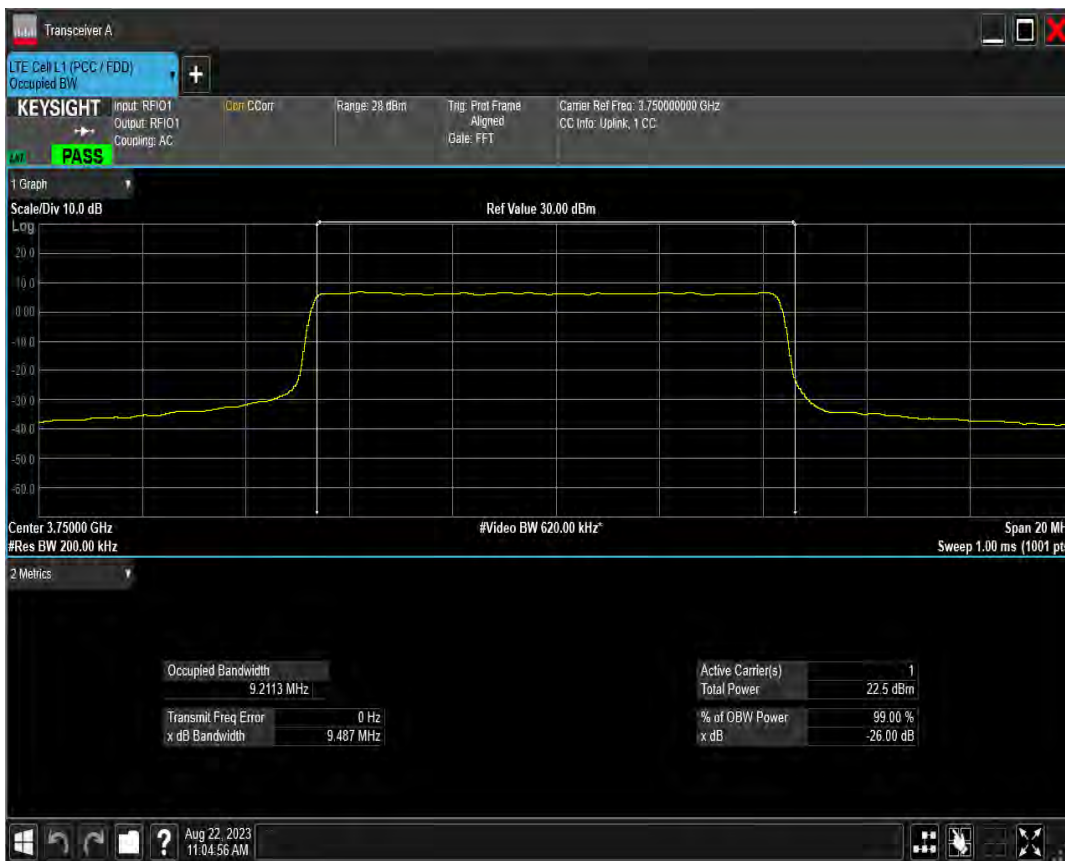 Transceiver A
LTE Cell L1 (PCC / FDD)
Occupied BW
+
KEYSIGHT
PASS
Input: RFIO1
Output: RFIO1
Coupling: AC
Corr CCorr
Range: 28 dBm
Trig: Prot Frame
Aligned
Gate: FFT
Carrier Ref Freq: 3.750000000 GHz
CC Info: Uplink, 1 CC
1 Graph
Scale/Div 10.0 dB
Ref Value 30.00 dBm
Log
20.0
10.0
0.00
-10.0
-20.0
-30.0
-40.0
-50.0
-60.0
Center 3.75000 GHz
#Video BW 620.00 kHz*
Span 20 MH
#Res BW 200.00 kHz
Sweep 1.00 ms (1001 pts
2 Metrics
Occupied Bandwidth
9.2113 MHz
Transmit Freq Error 0 Hz
x dB Bandwidth 9.487 MHz
Active Carrier(s) 1
Total Power 22.5 dBm
% of OBW Power 99.00 %
x dB -26.00 dB
?
Aug 22, 2023
11:04:56 AM